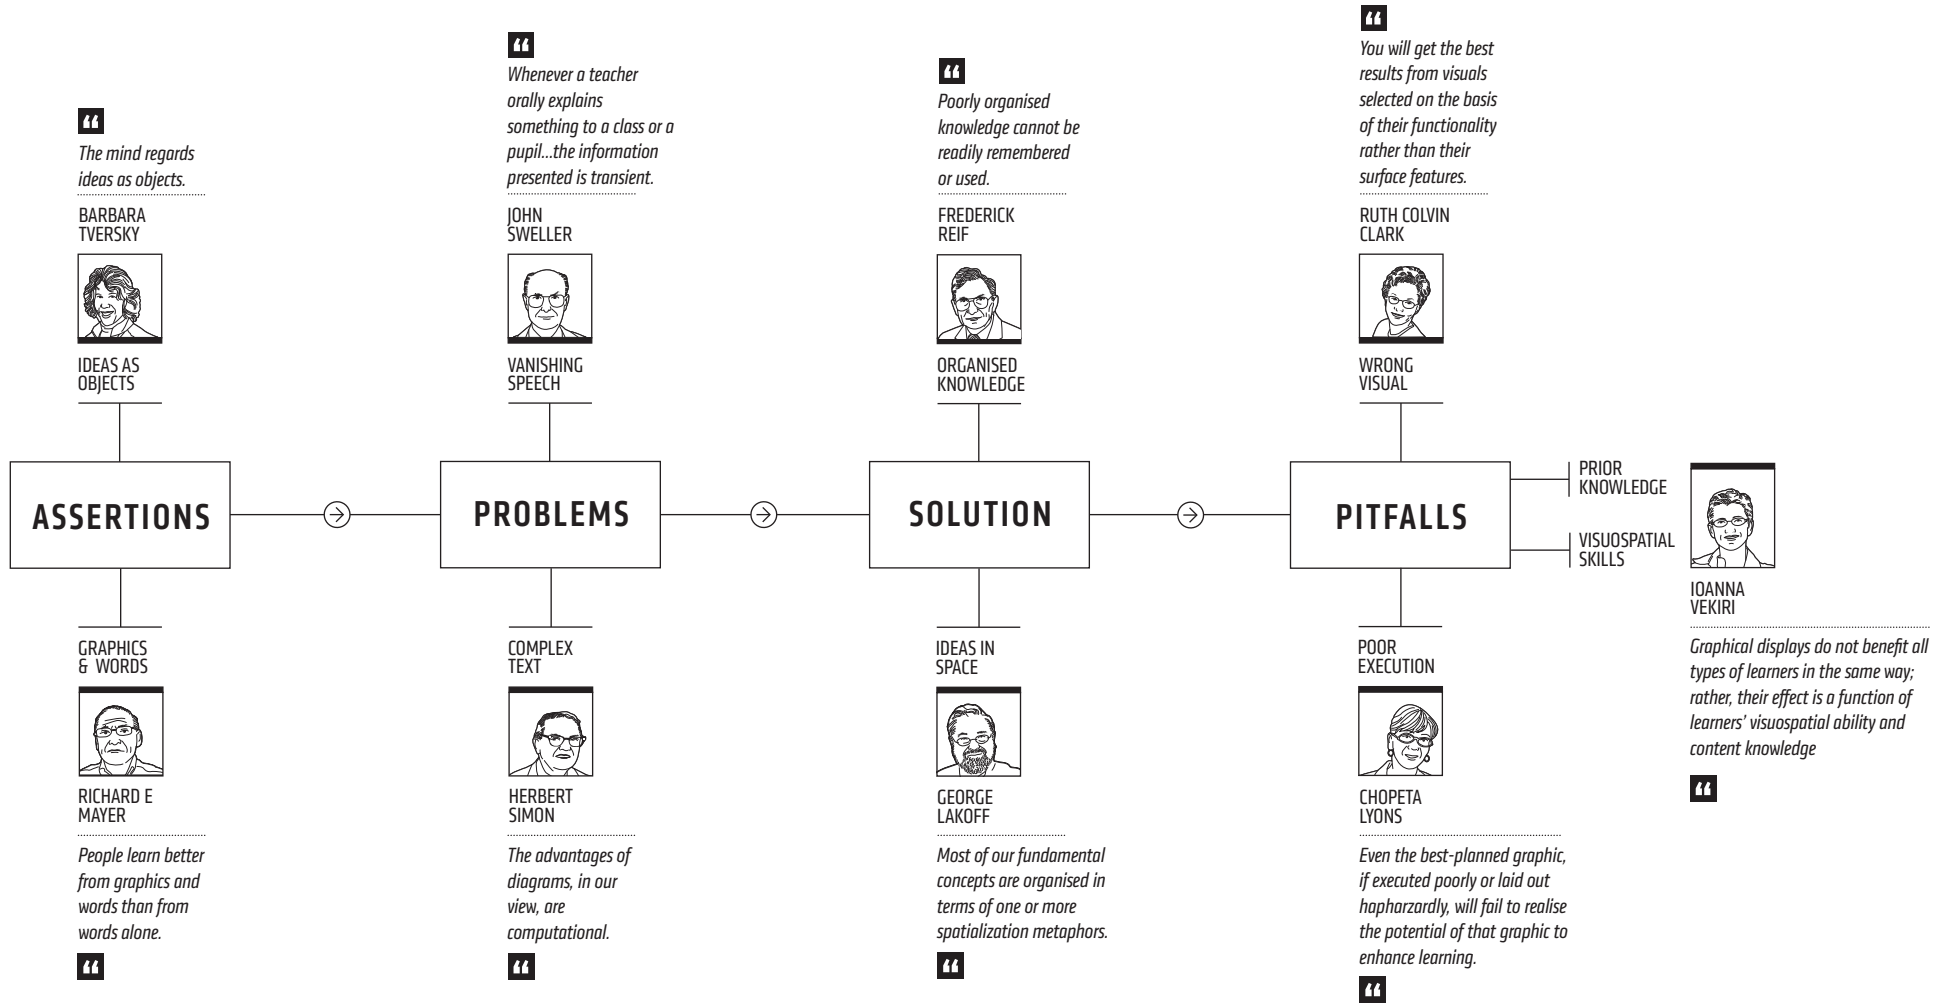 The mind regards
ideas as objects.
BARBARA
TVERSKY
IDEAS AS
OBJECTS
ASSERTIONS
GRAPHICS
& WORDS
RICHARD E
MAYER
People learn better
from graphics and
words than from
words alone.
Whenever a teacher
orally explains
something to a class or a
pupil...the information
presented is transient.
JOHN
SWELLER
VANISHING
SPEECH
PROBLEMS
COMPLEX
TEXT
HERBERT
SIMON
The advantages of
diagrams, in our
view, are
computational.
Poorly organised
knowledge cannot be
readily remembered
or used.
FREDERICK
REIF
ORGANISED
KNOWLEDGE
SOLUTION
IDEAS IN
SPACE
GEORGE
LAKOFF
Most of our fundamental
concepts are organised in
terms of one or more
spatialization metaphors.
You will get the best
results from visuals
selected on the basis
of their functionality
rather than their
surface features.
RUTH COLVIN
CLARK
WRONG
VISUAL
PITFALLS
POOR
EXECUTION
CHOPETA
LYONS
Even the best-planned graphic,
if executed poorly or laid out
hapharzardly, will fail to realise
the potential of that graphic to
enhance learning.
PRIOR
KNOWLEDGE
VISUOSPATIAL
SKILLS
IOANNA
VEKIRI
Graphical displays do not benefit all
types of learners in the same way;
rather, their effect is a function of
learners' visuospatial ability and
content knowledge